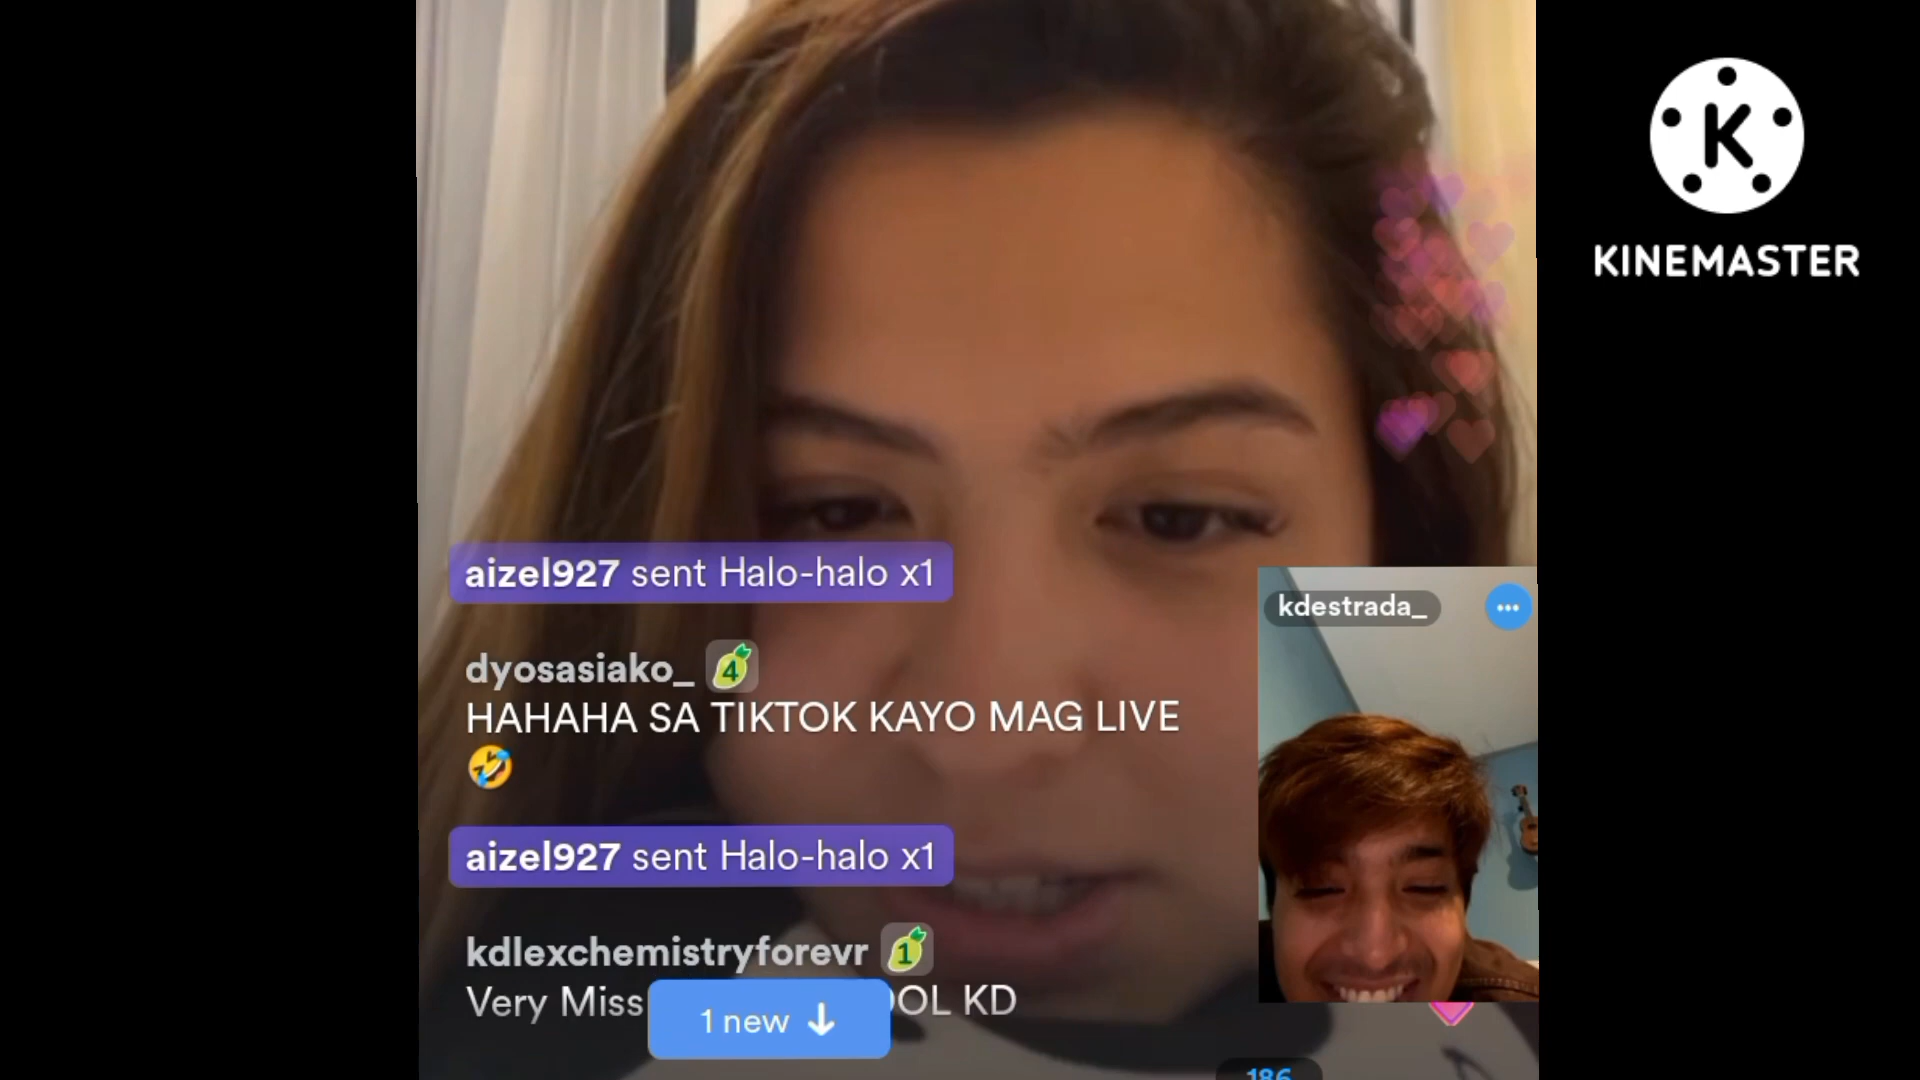 K
KINEMASTER
aizel927 sent Halo-halo x1
kdestrada_
dyosasiako_ 4
HAHAHA SA TIKTOK KAYO MAG LIVE
🤣
aizel927 sent Halo-halo x1
kdlexchemistryforevr 1
Very Miss OL KD
1 new ↓
186